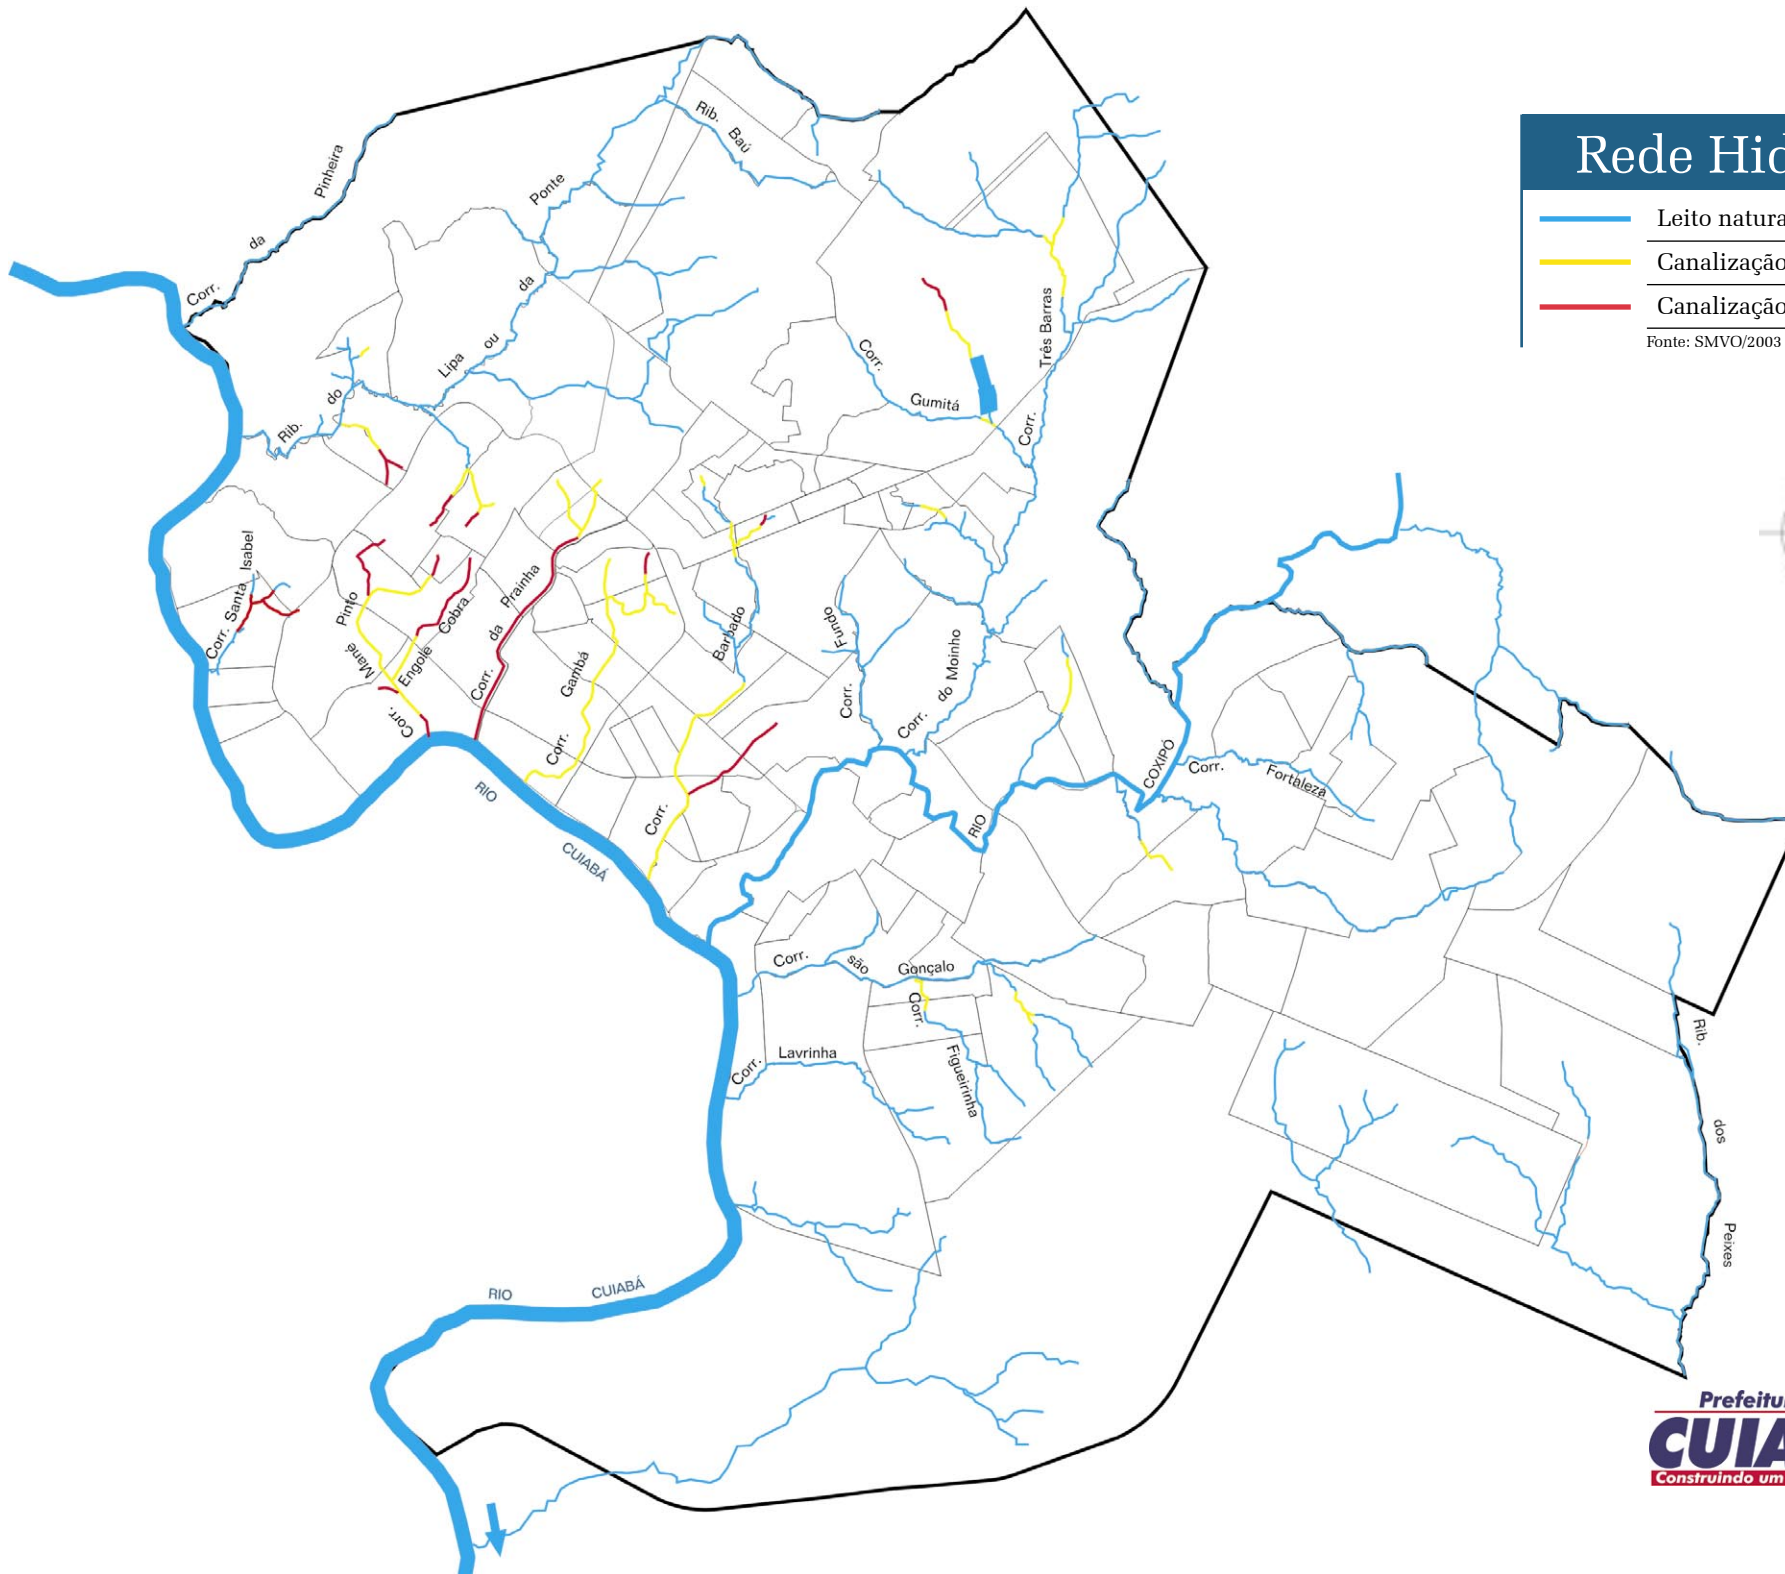 Rede Hid
Leito natura
Canalização
Canalização
Fonte: SMVO/2003
Rib. Baú
Pinheira
da
Corr.
Ponte
da
ou
Lipa
do
Rib.
Três Barras
Corr.
Corr.
Gumitá
Corr. Santa Isabel
Pinto
Mané
Corr.
Cobra
Engole
Prainha
da
Corr.
Gambá
Corr.
Barbado
Corr.
Fundo
Corr.
Moinho
do
Corr.
COXIPÓ
RIO
Corr.
Fortaleza
RIO
CUIABÁ
Corr.
são
Gonçalo
Corr.
Figueirinha
Corr.
Lavrinha
Rib.
dos
Peixes
RIO
CUIABÁ
Prefeitu
CUIA
Construindo um